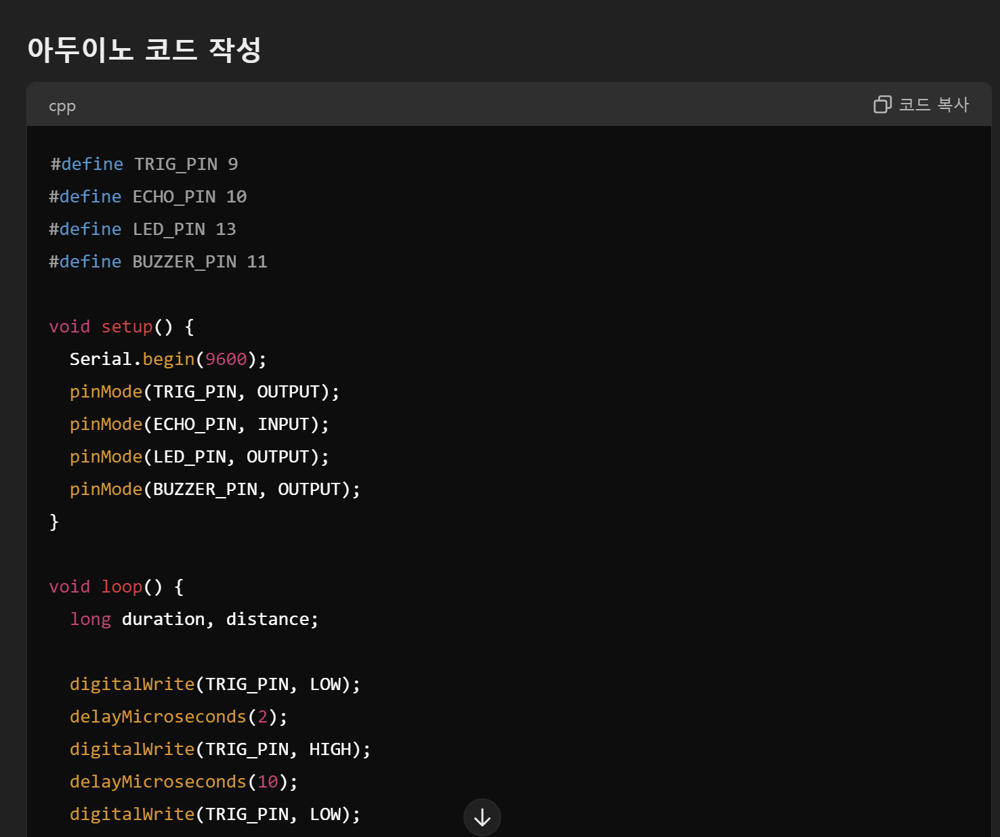 아두이노 코드 작성
cpp
코드 복사
#define TRIG_PIN 9
#define ECHO_PIN 10
#define LED_PIN 13
#define BUZZER_PIN 11
void setup() {
  Serial.begin(9600);
  pinMode(TRIG_PIN, OUTPUT);
  pinMode(ECHO_PIN, INPUT);
  pinMode(LED_PIN, OUTPUT);
  pinMode(BUZZER_PIN, OUTPUT);
}
void loop() {
  long duration, distance;
  digitalWrite(TRIG_PIN, LOW);
  delayMicroseconds(2);
  digitalWrite(TRIG_PIN, HIGH);
  delayMicroseconds(10);
  digitalWrite(TRIG_PIN, LOW);